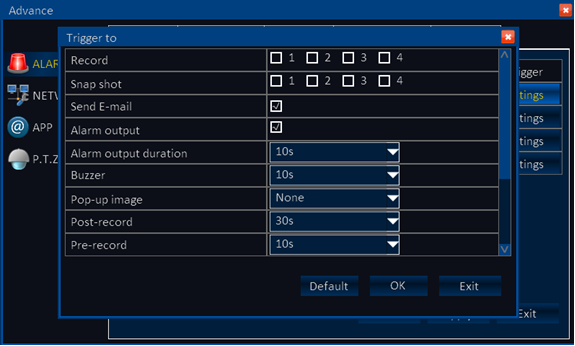 Advance
Trigger to
Record 1 2 3 4
Snap shot 1 2 3 4
Send E-mail
Alarm output
Alarm output duration 10s
Buzzer 10s
Pop-up image None
Post-record 30s
Pre-record 10s
Default OK Exit
ALAR
NETW
APP
P.T.Z
igger
tings
tings
tings
tings
Exit